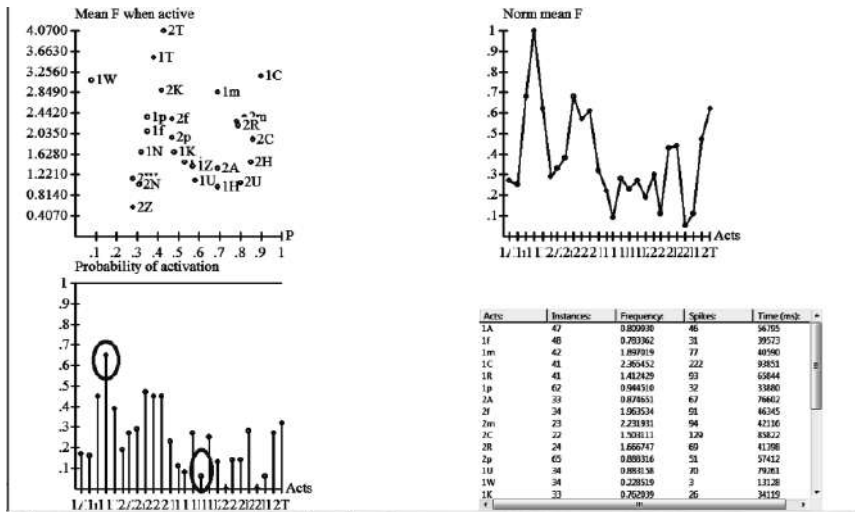 Mean F when active
4.0700
3.6630
3.2560
2.8490
2.4420
2.0350
1.6280
1.2210
0.8140
0.4070
2T
1T
1C
1W
2K
1m
1p
2f
2R
1f
2p
2C
1N
1K
1Z
2A
2H
2N
1U
1H
2U
2Z
P
.1 .2 .3 .4 .5 .6 .7 .8 .9 1
Norm mean F
1
.9
.8
.7
.6
.5
.4
.3
.2
.1
Acts
Probability of activation
1
.9
.8
.7
.6
.5
.4
.3
.2
.1
Acts
Acts: Instances: Frequency: Spikes: Time (ms):
1A 47 0.809930 46 56795
1f 48 0.783362 31 39573
1m 42 1.897019 77 40590
1C 41 2.365452 222 93851
1R 41 1.412429 93 65844
1p 62 0.944510 32 33880
2A 33 0.874651 67 76602
2f 34 1.963534 91 46345
2m 23 2.231931 94 42116
2C 22 1.503111 129 85822
2R 24 1.666747 69 41398
2p 65 0.888316 51 57412
1U 34 0.883158 70 79261
1W 34 0.228519 3 13128
1K 33 0.762039 26 34119